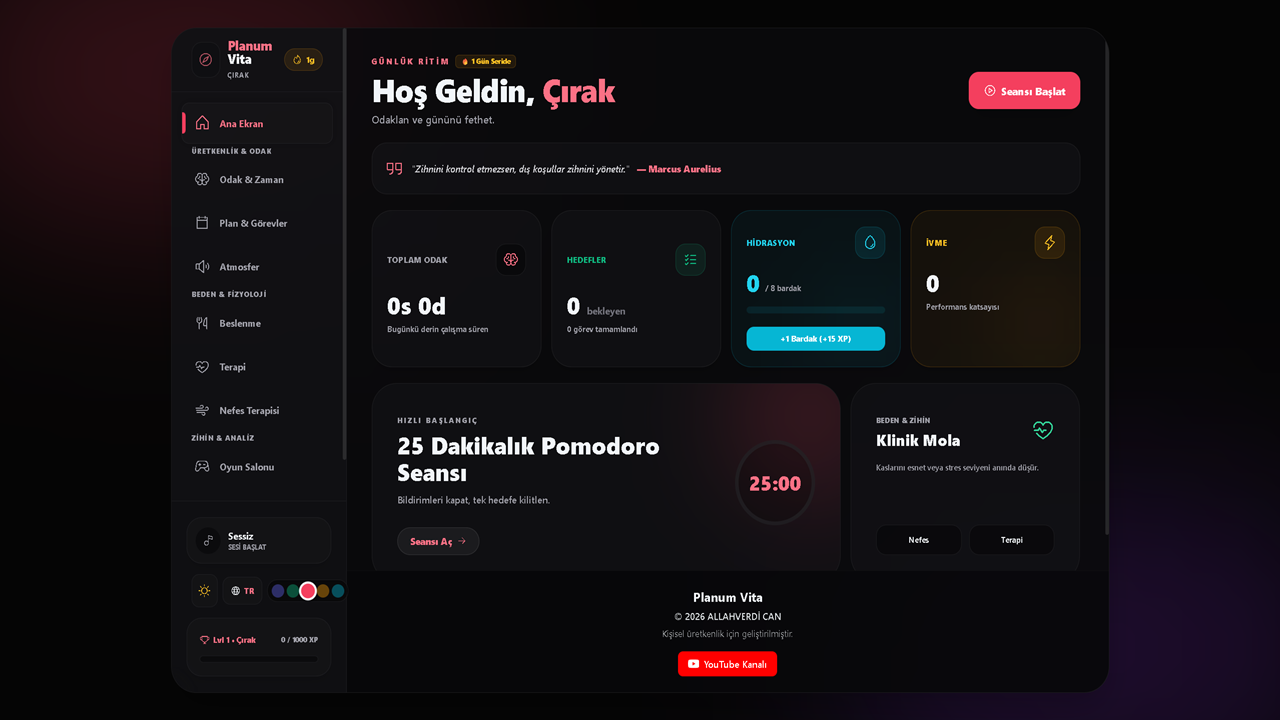 Planum
Vita
ÇIRAK
1g
Ana Ekran
ÜRETKENLİK & ODAK
Odak & Zaman
Plan & Görevler
Atmosfer
BEDEN & FİZYOLOJİ
Beslenme
Terapi
Nefes Terapisi
ZİHİN & ANALİZ
Oyun Salonu
Sessiz
SESİ BAŞLAT
TR
Lvl 1 • Çırak
0 / 1000 XP
GÜNLÜK RİTİM
1 Gün Seride
Hoş Geldin, Çırak
Odaklan ve gününü fethet.
Seansı Başlat
"Zihnini kontrol etmezsen, dış koşullar zihnini yönetir." — Marcus Aurelius
TOPLAM ODAK
0s 0d
Bugünkü derin çalışma süren
HEDEFLER
0 bekleyen
0 görev tamamlandı
HİDRASYON
0 / 8 bardak
+1 Bardak (+15 XP)
İVME
0
Performans katsayısı
HIZLI BAŞLANGIÇ
25 Dakikalık Pomodoro
Seansı
Bildirimleri kapat, tek hedefe kilitlen.
Seansı Aç
25:00
BEDEN & ZİHİN
Klinik Mola
Kaslarını esnet veya stres seviyeni anında düşür.
Nefes
Terapi
Planum Vita
© 2026 ALLAHVERDİ CAN
Kişisel üretkenlik için geliştirilmiştir.
YouTube Kanalı